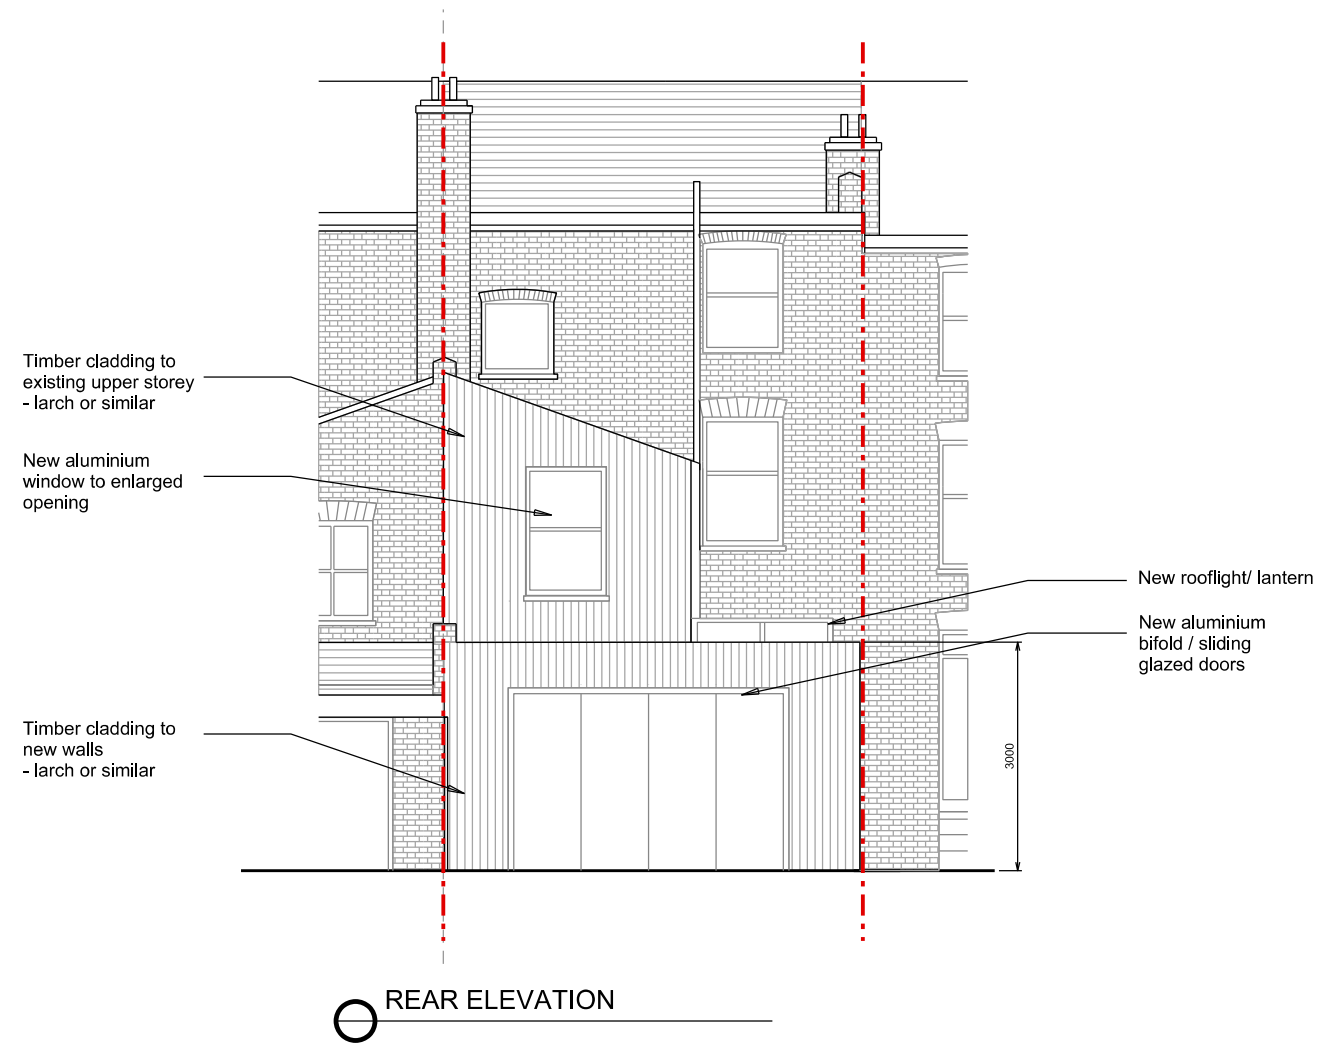 Timber cladding to
existing upper storey
- larch or similar
New aluminium
window to enlarged
opening
New rooflight/ lantern
New aluminium
bifold / sliding
glazed doors
Timber cladding to
new walls
- larch or similar
3000
REAR ELEVATION